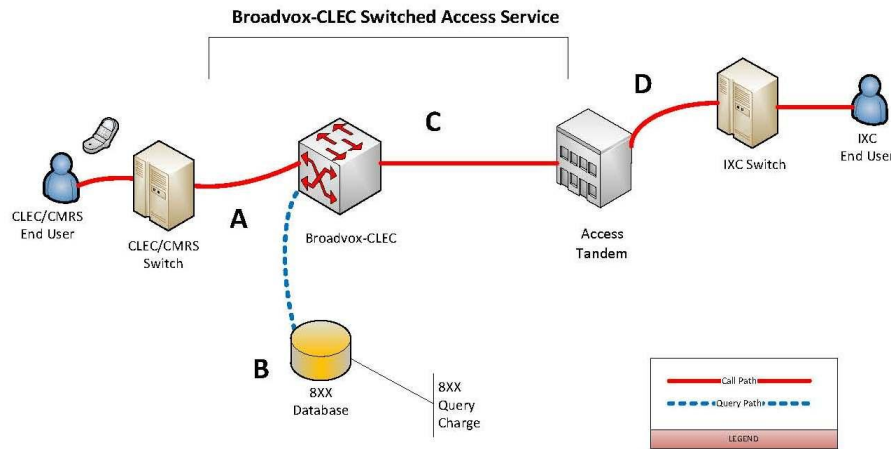 Broadvox-CLEC Switched Access Service
D
C
IXC
End User
IXC Switch
CLEC/CMRS
End User
A
CLEC/CMRS
Switch
Broadvox-CLEC
Access
Tandem
B
8XX
Database
8XX
Query
Charge
Call Path
Query Path
LEGEND